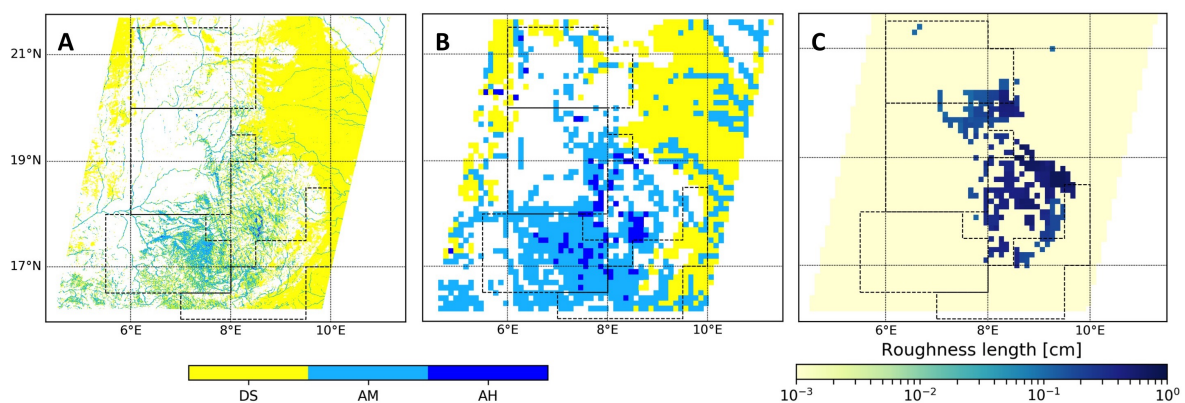 A
B
C
21°N
19°N
17°N
6°E 8°E 10°E
6°E 8°E 10°E
6°E 8°E 10°E
DS AM AH
Roughness length [cm]
10⁻³ 10⁻² 10⁻¹ 10⁰